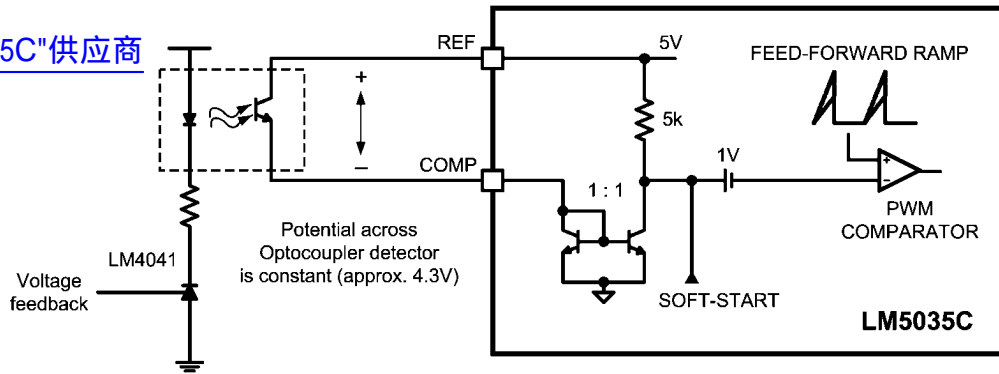 5C"供应商
REF
5V
FEED-FORWARD RAMP
+
5k
−
COMP
1V
1 : 1
+
−
PWM
COMPARATOR
Potential across
Optocoupler detector
is constant (approx. 4.3V)
LM4041
Voltage
feedback
SOFT-START
LM5035C